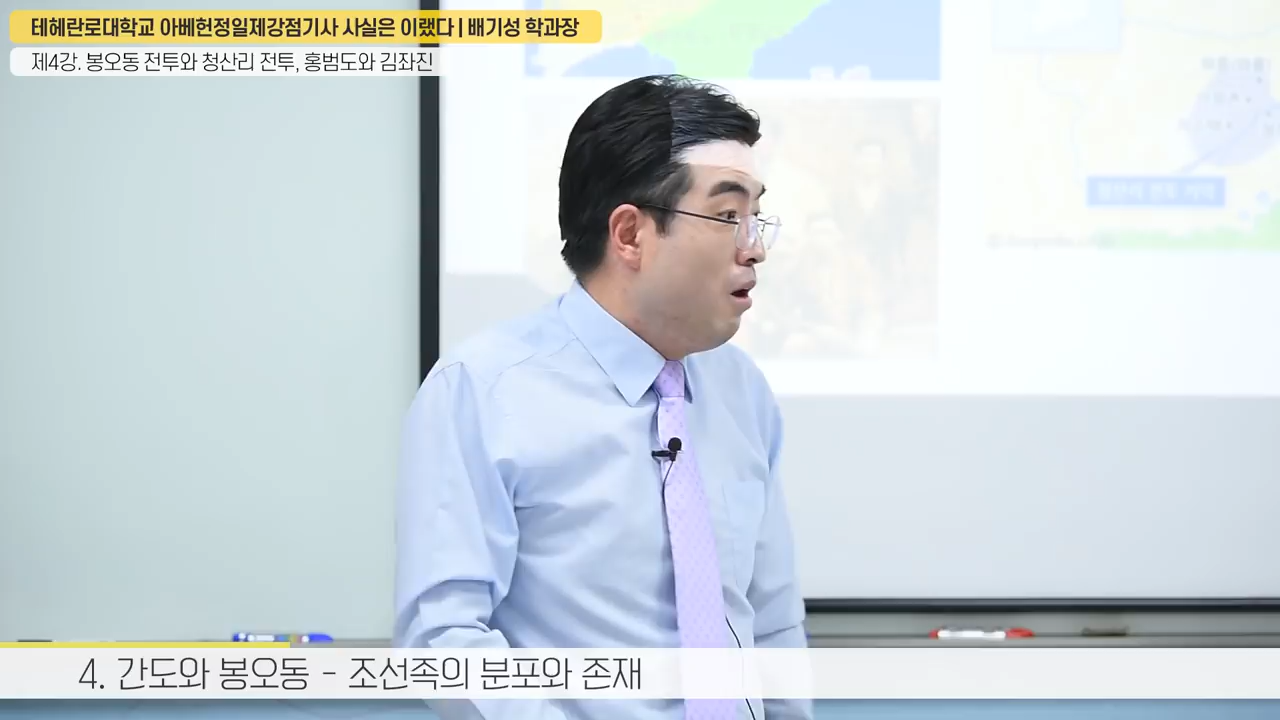 테헤란로대학교 아베헌정일제강점기사 사실은 이랬다 | 배기성 학과장
제4강. 봉오동 전투와 청산리 전투, 홍범도와 김좌진
4. 간도와 봉오동 - 조선족의 분포와 존재